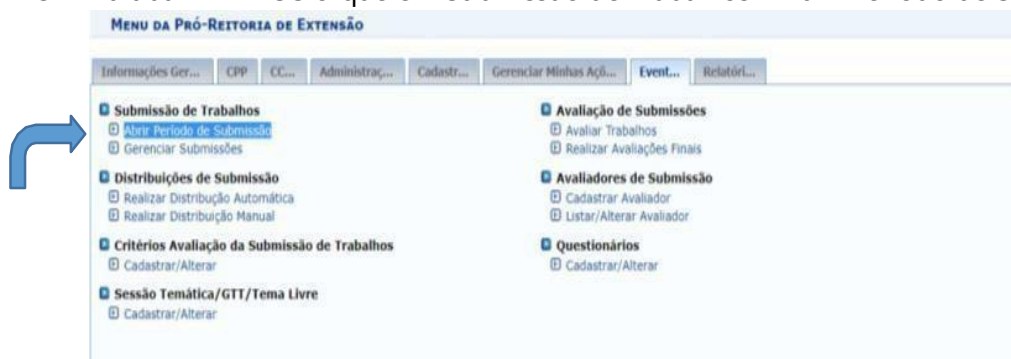 MENU DA PRÓ-REITORIA DE EXTENSÃO
Informações Ger... CPP CC... Administraç... Cadastr... Gerenciar Minhas Açõ... Event... Relatóri...
Submissão de Trabalhos
Abrir Período de Submissão
Gerenciar Submissões
Distribuições de Submissão
Realizar Distribução Automática
Realizar Distribuição Manual
Critérios Avaliação da Submissão de Trabalhos
Cadastrar/Alterar
Sessão Temática/GTT/Tema Livre
Cadastrar/Alterar
Avaliação de Submissões
Avaliar Trabalhos
Realizar Avaliações Finais
Avaliadores de Submissão
Cadastrar Avaliador
Listar/Alterar Avaliador
Questionários
Cadastrar/Alterar